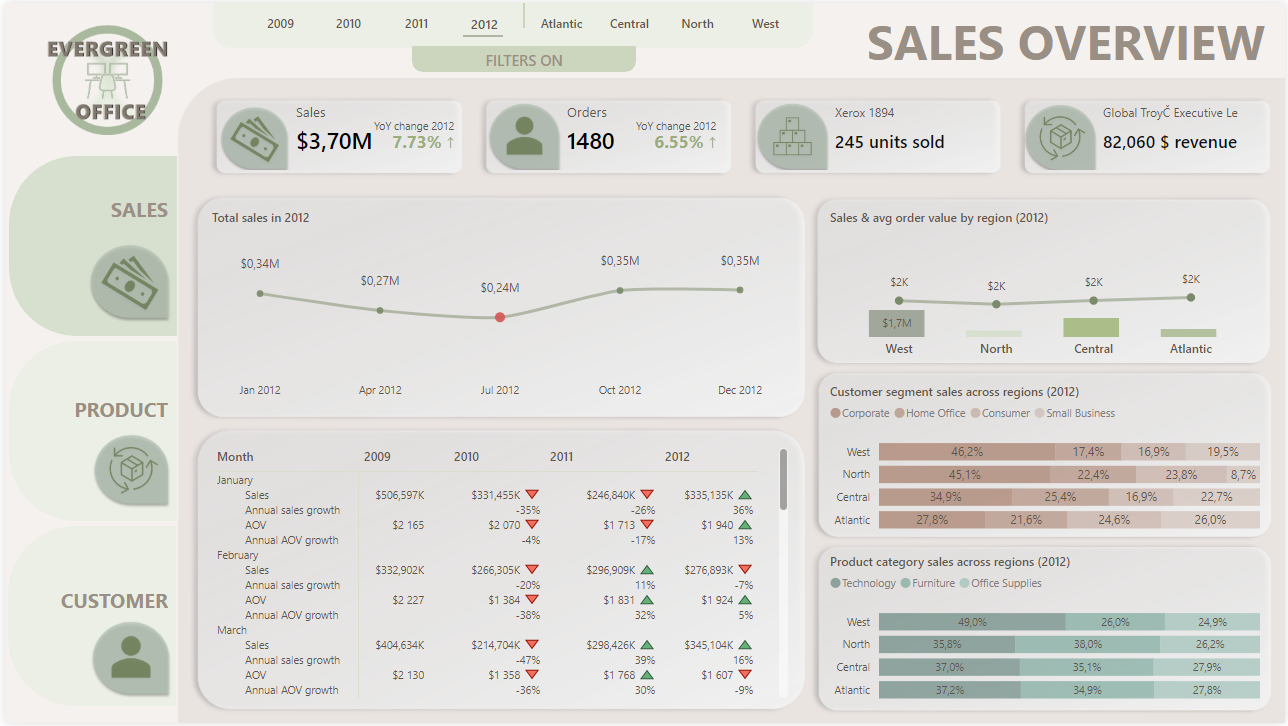 EVERGREEN
OFFICE
2009 2010 2011 2012 Atlantic Central North West
FILTERS ON
SALES OVERVIEW
SALES
PRODUCT
CUSTOMER
Sales
$3,70M
YoY change 2012
7.73% ↑
Orders
1480
YoY change 2012
6.55% ↑
Xerox 1894
245 units sold
Global TroyČ Executive Le
82,060 $ revenue
Total sales in 2012
$0,34M $0,27M $0,24M $0,35M $0,35M
Jan 2012 Apr 2012 Jul 2012 Oct 2012 Dec 2012
Sales & avg order value by region (2012)
$2K $2K $2K $2K
$1,7M
West North Central Atlantic
Month 2009 2010 2011 2012
January
Sales $506,597K $331,455K $246,840K $335,135K
Annual sales growth -35% -26% 36%
AOV $2 165 $2 070 $1 713 $1 940
Annual AOV growth -4% -17% 13%
February
Sales $332,902K $266,305K $296,909K $276,893K
Annual sales growth -20% 11% -7%
AOV $2 227 $1 384 $1 831 $1 924
Annual AOV growth -38% 32% 5%
March
Sales $404,634K $214,704K $298,426K $345,104K
Annual sales growth -47% 39% 16%
AOV $2 130 $1 358 $1 768 $1 607
Annual AOV growth -36% 30% -9%
Customer segment sales across regions (2012)
Corporate Home Office Consumer Small Business
West 46,2% 17,4% 16,9% 19,5%
North 45,1% 22,4% 23,8% 8,7%
Central 34,9% 25,4% 16,9% 22,7%
Atlantic 27,8% 21,6% 24,6% 26,0%
Product category sales across regions (2012)
Technology Furniture Office Supplies
West 49,0% 26,0% 24,9%
North 35,8% 38,0% 26,2%
Central 37,0% 35,1% 27,9%
Atlantic 37,2% 34,9% 27,8%